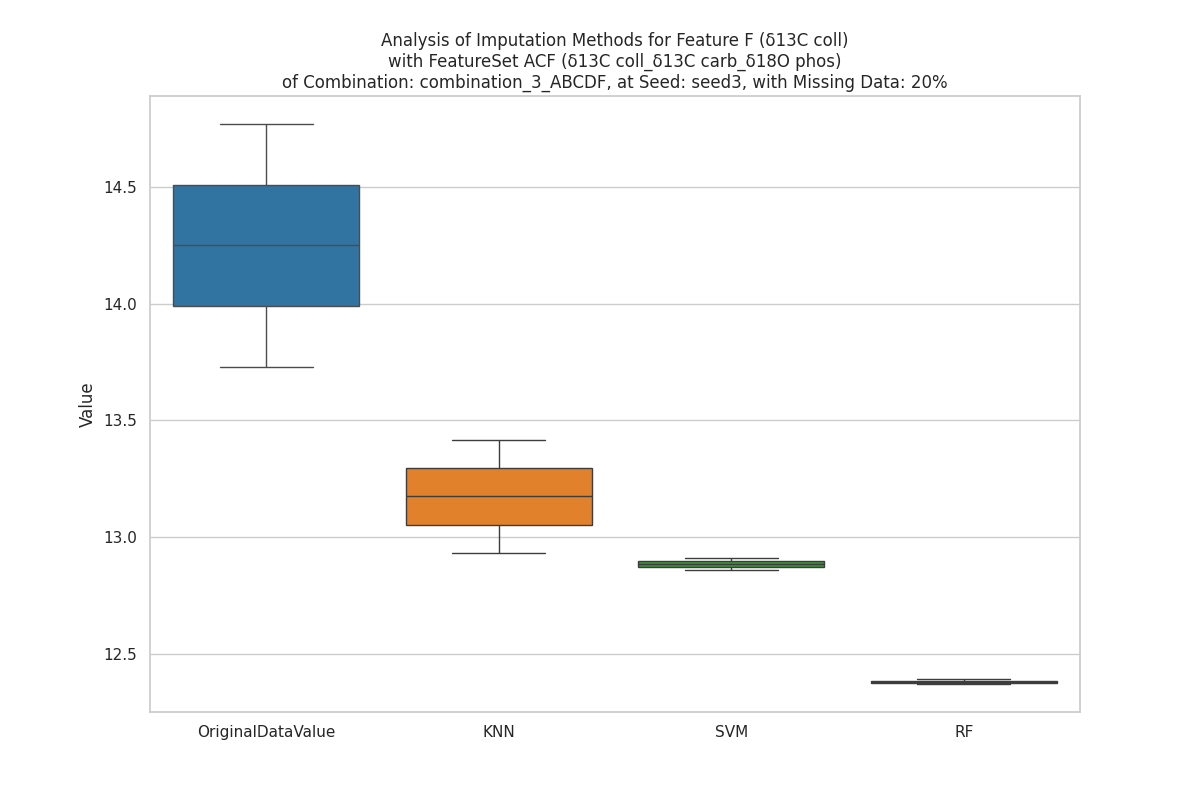 Analysis of Imputation Methods for Feature F (δ13C coll)
with FeatureSet ACF (δ13C coll_δ13C carb_δ18O phos)
of Combination: combination_3_ABCDF, at Seed: seed3, with Missing Data: 20%
Value
14.5
14.0
13.5
13.0
12.5
OriginalDataValue
KNN
SVM
RF